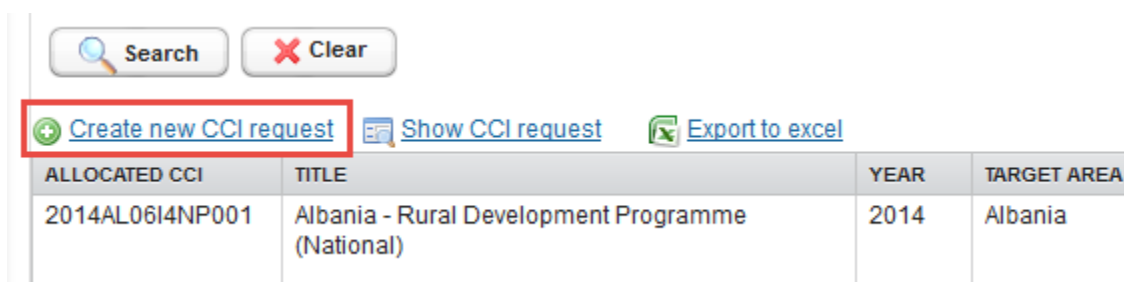 Search Clear
Create new CCI request Show CCI request Export to excel
ALLOCATED CCI TITLE YEAR TARGET AREA
2014AL06I4NP001 Albania - Rural Development Programme 2014 Albania
(National)